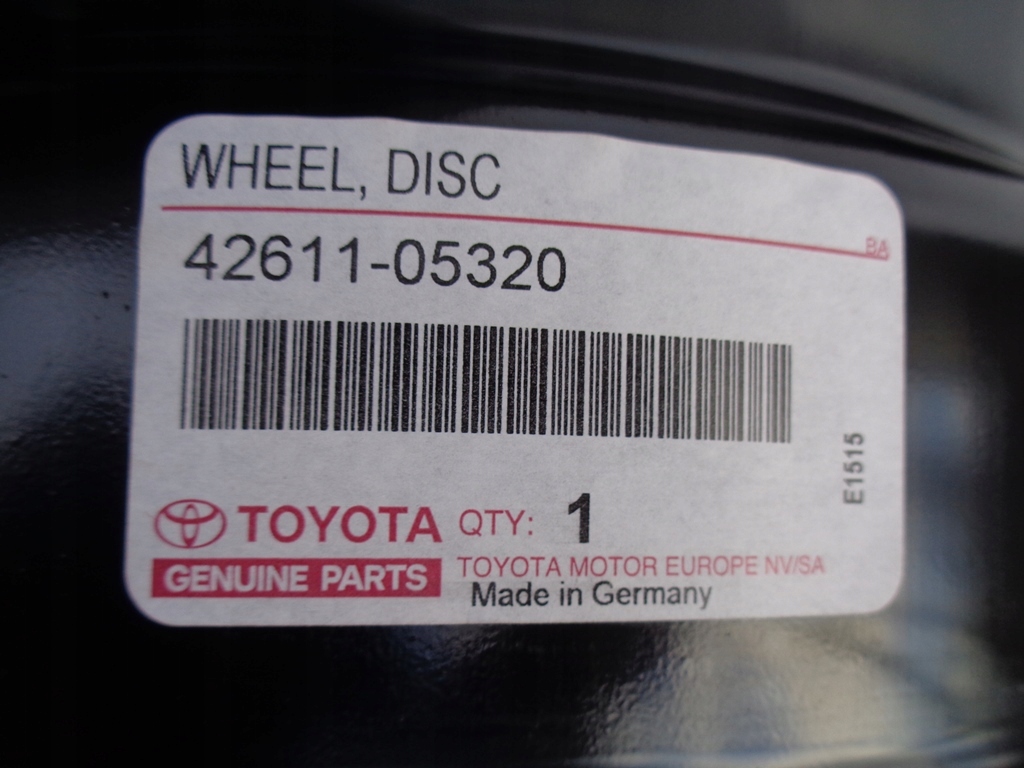 WHEEL, DISC
BA
42611-05320
E1515
TOYOTA QTY: 1
GENUINE PARTS TOYOTA MOTOR EUROPE NV/SA
Made in Germany